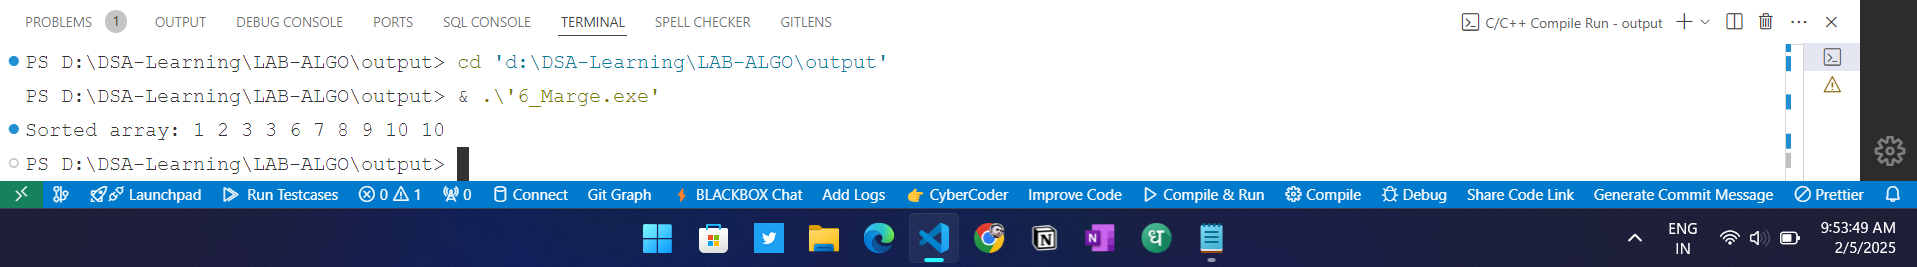 PROBLEMS 1 OUTPUT DEBUG CONSOLE PORTS SQL CONSOLE TERMINAL SPELL CHECKER GITLENS C/C++ Compile Run - output
PS D:\DSA-Learning\LAB-ALGO\output> cd 'd:\DSA-Learning\LAB-ALGO\output'
PS D:\DSA-Learning\LAB-ALGO\output> & .\'6_Marge.exe'
Sorted array: 1 2 3 3 6 7 8 9 10 10
PS D:\DSA-Learning\LAB-ALGO\output>
Launchpad Run Testcases 0 1 0 Connect Git Graph BLACKBOX Chat Add Logs CyberCoder Improve Code Compile & Run Compile Debug Share Code Link Generate Commit Message Prettier
ENG 9:53:49 AM
IN 2/5/2025